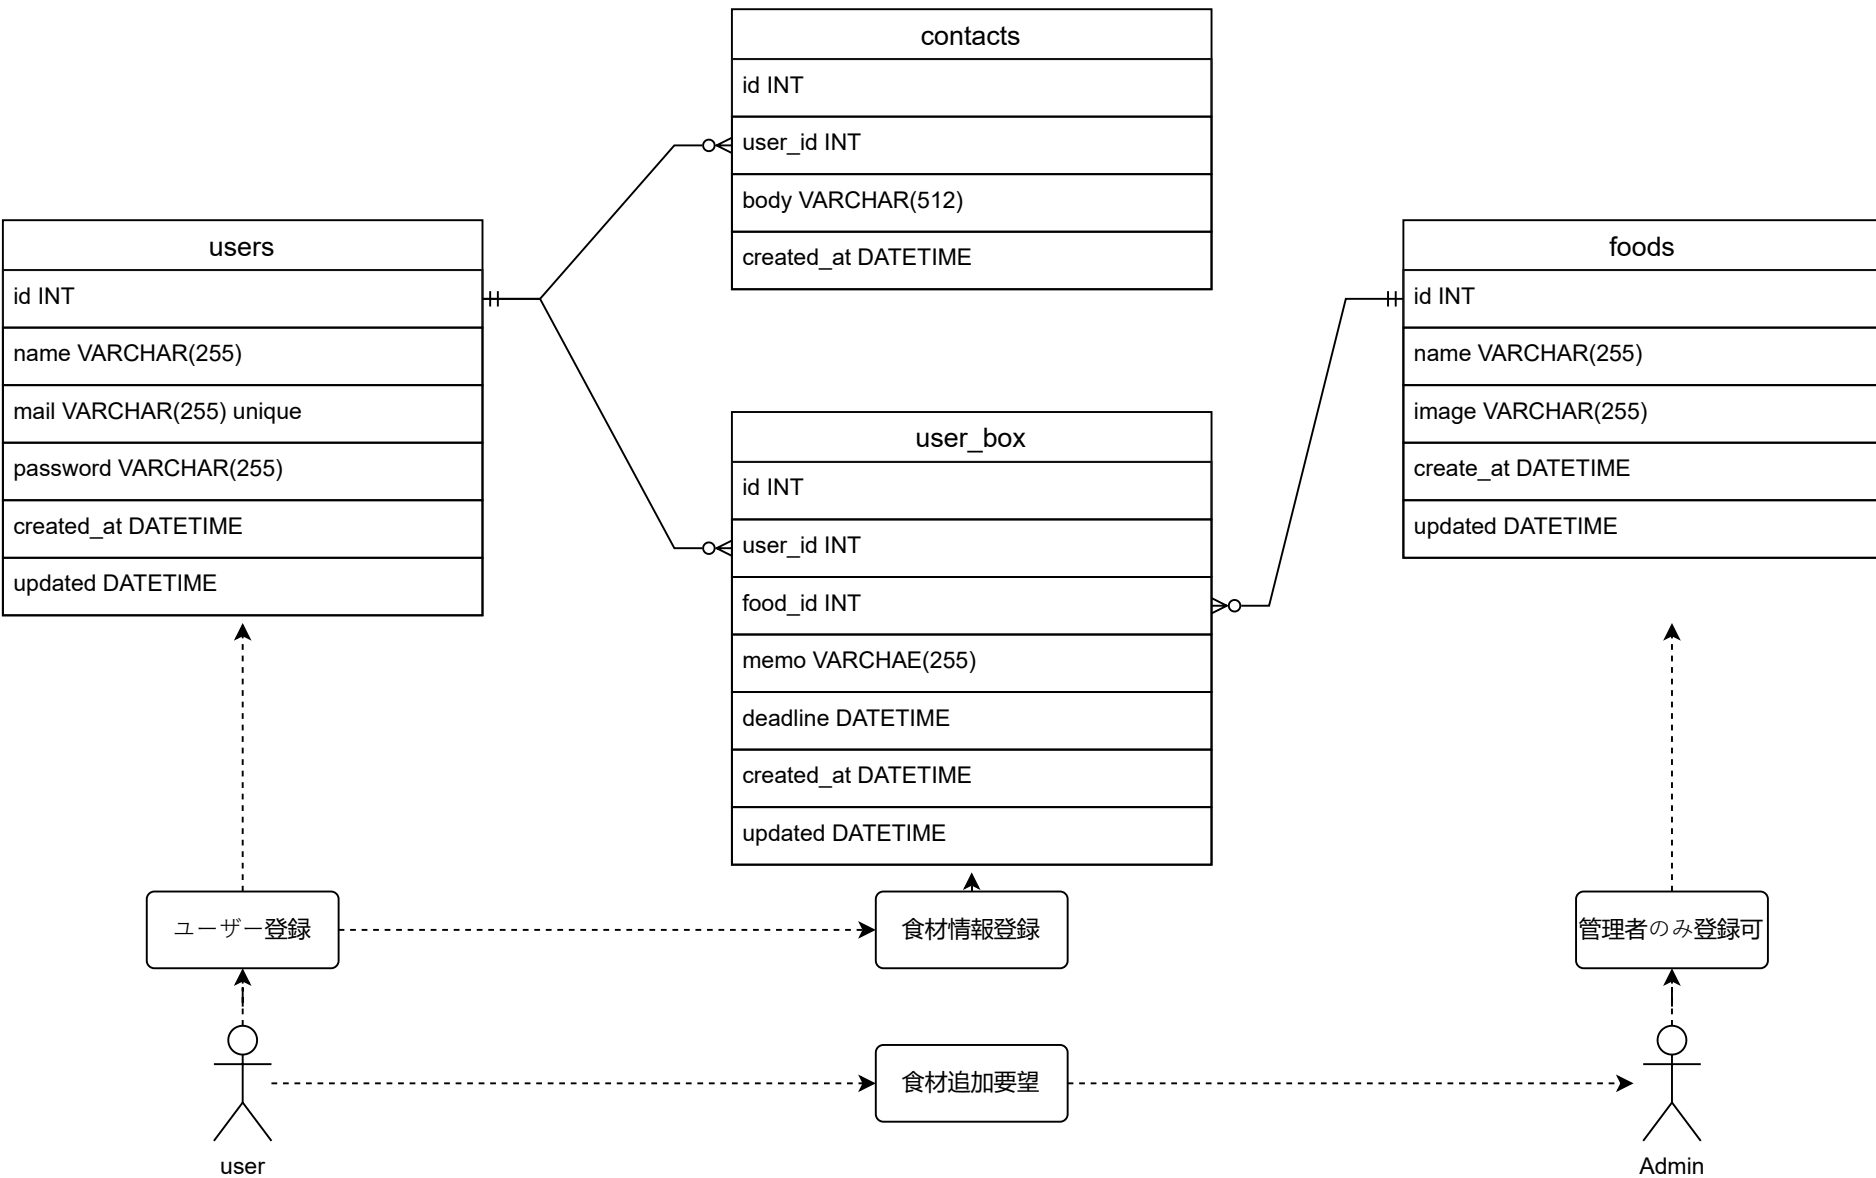 contacts
id INT
user_id INT
body VARCHAR(512)
created_at DATETIME
users
id INT
name VARCHAR(255)
mail VARCHAR(255) unique
password VARCHAR(255)
created_at DATETIME
updated DATETIME
user_box
id INT
user_id INT
food_id INT
memo VARCHAE(255)
deadline DATETIME
created_at DATETIME
updated DATETIME
foods
id INT
name VARCHAR(255)
image VARCHAR(255)
create_at DATETIME
updated DATETIME
ユーザー登録
食材情報登録
管理者のみ登録可
食材追加要望
user
Admin